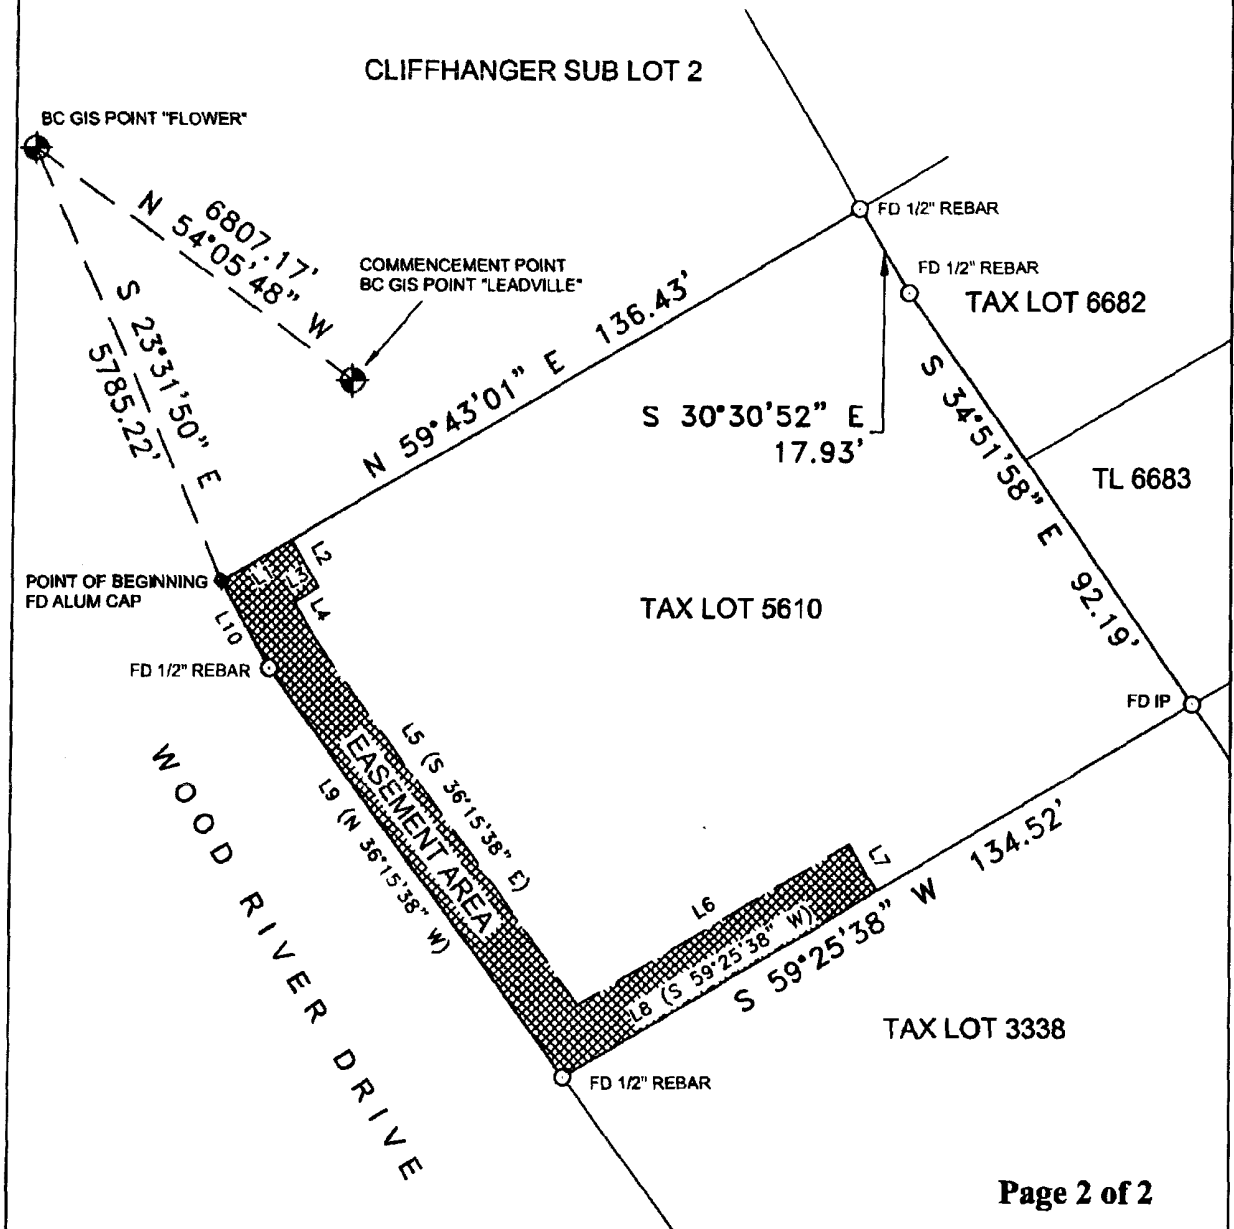 CLIFFHANGER SUB LOT 2
BC GIS POINT "FLOWER"
6807.17'
N 54°05'48" W
COMMENCEMENT POINT
BC GIS POINT "LEADVILLE"
S 23°31'50" E
5785.22'
N 59°43'01" E 136.43'
FD 1/2" REBAR
FD 1/2" REBAR
TAX LOT 6682
S 30°30'52" E
17.93'
S 34°51'58" E 92.19'
TL 6683
POINT OF BEGINNING
FD ALUM CAP
L1
L2
L3
L4
L10
FD 1/2" REBAR
TAX LOT 5610
FD IP
L5 (S 36°15'38" E)
EASEMENT AREA
L9 (N 36°15'38" W)
L6
L7
L8 (S 59°25'38" W)
S 59°25'38" W 134.52'
WOOD RIVER DRIVE
TAX LOT 3338
FD 1/2" REBAR
Page 2 of 2